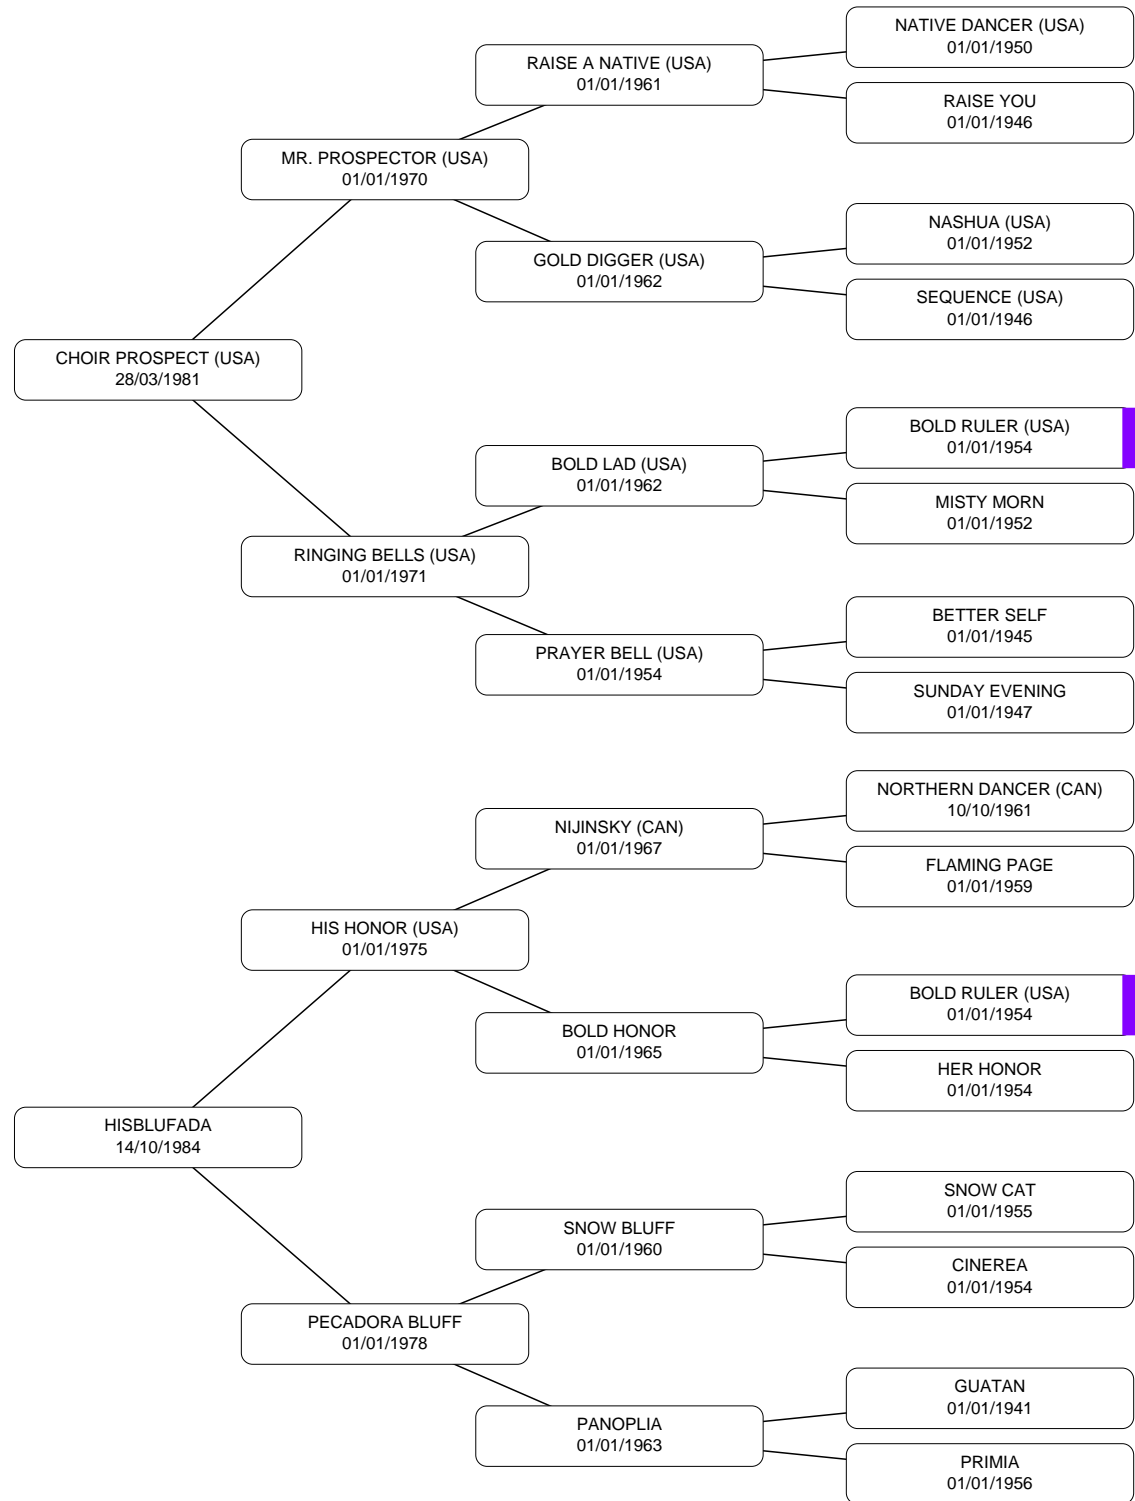 NATIVE DANCER (USA)
01/01/1950
RAISE A NATIVE (USA)
01/01/1961
RAISE YOU
01/01/1946
MR. PROSPECTOR (USA)
01/01/1970
NASHUA (USA)
01/01/1952
GOLD DIGGER (USA)
01/01/1962
SEQUENCE (USA)
01/01/1946
CHOIR PROSPECT (USA)
28/03/1981
BOLD RULER (USA)
01/01/1954
BOLD LAD (USA)
01/01/1962
MISTY MORN
01/01/1952
RINGING BELLS (USA)
01/01/1971
BETTER SELF
01/01/1945
PRAYER BELL (USA)
01/01/1954
SUNDAY EVENING
01/01/1947
NORTHERN DANCER (CAN)
10/10/1961
NIJINSKY (CAN)
01/01/1967
FLAMING PAGE
01/01/1959
HIS HONOR (USA)
01/01/1975
BOLD RULER (USA)
01/01/1954
BOLD HONOR
01/01/1965
HER HONOR
01/01/1954
HISBLUFADA
14/10/1984
SNOW CAT
01/01/1955
SNOW BLUFF
01/01/1960
CINEREA
01/01/1954
PECADORA BLUFF
01/01/1978
GUATAN
01/01/1941
PANOPLIA
01/01/1963
PRIMIA
01/01/1956